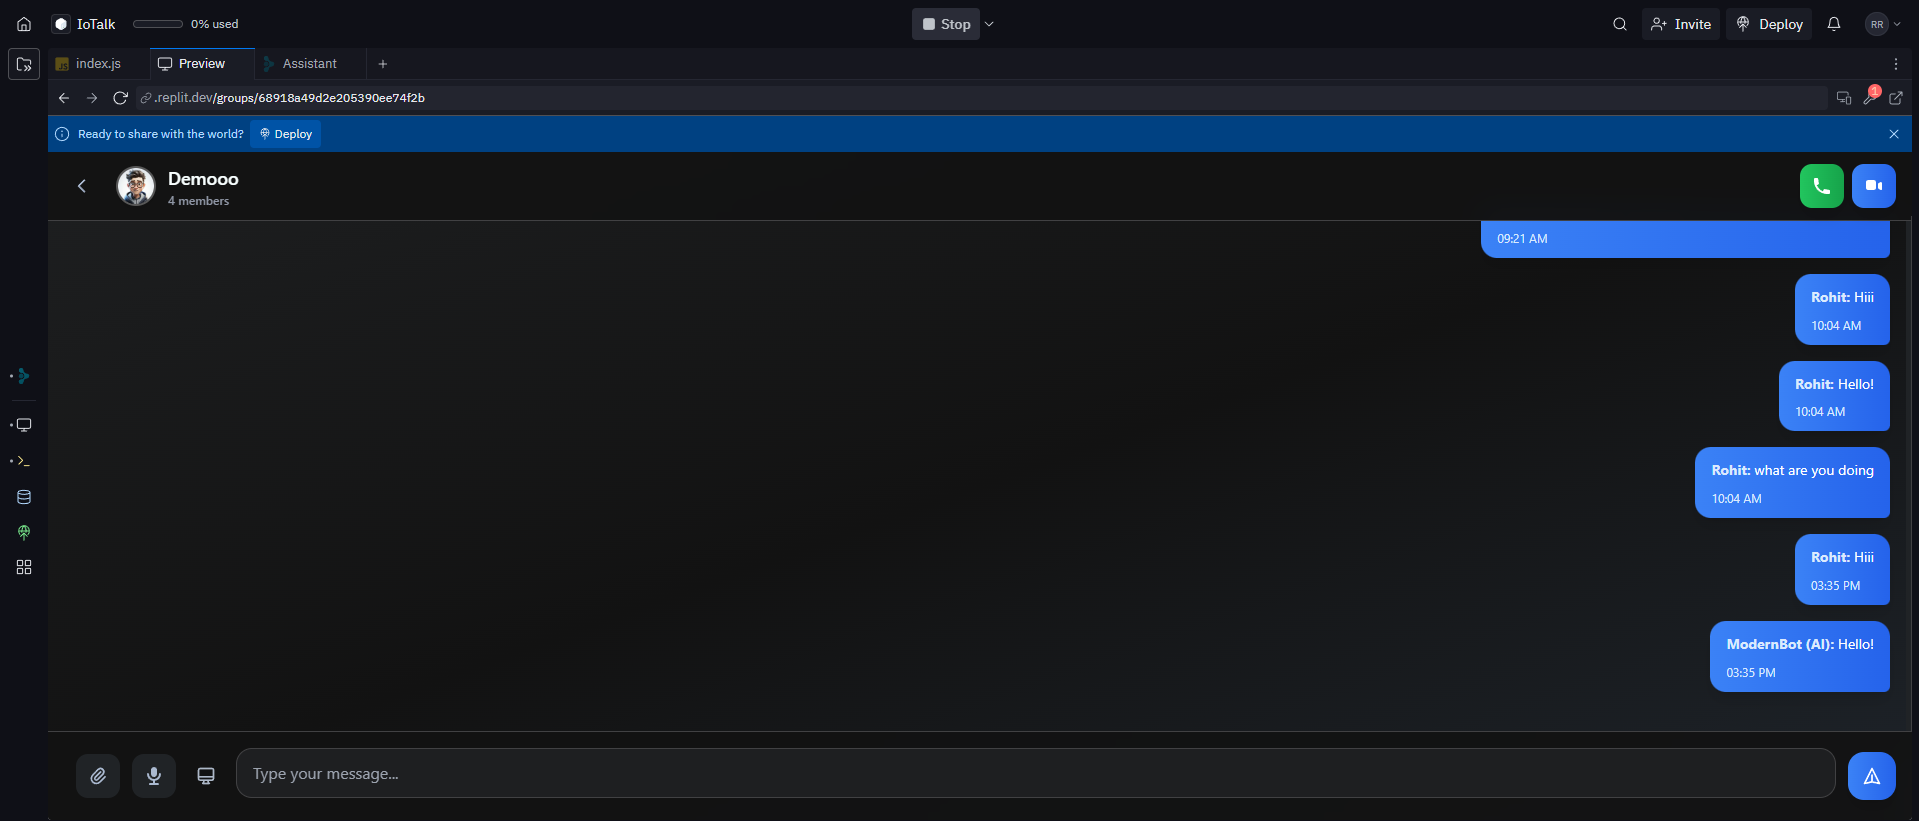 IoTalk
0% used
Stop
Invite
Deploy
RR
index.js
Preview
Assistant
.replit.dev/groups/68918a49d2e205390ee74f2b
1
Ready to share with the world?
Deploy
Demooo
4 members
09:21 AM
Rohit: Hiii
10:04 AM
Rohit: Hello!
10:04 AM
Rohit: what are you doing
10:04 AM
Rohit: Hiii
03:35 PM
ModernBot (AI): Hello!
03:35 PM
Type your message...